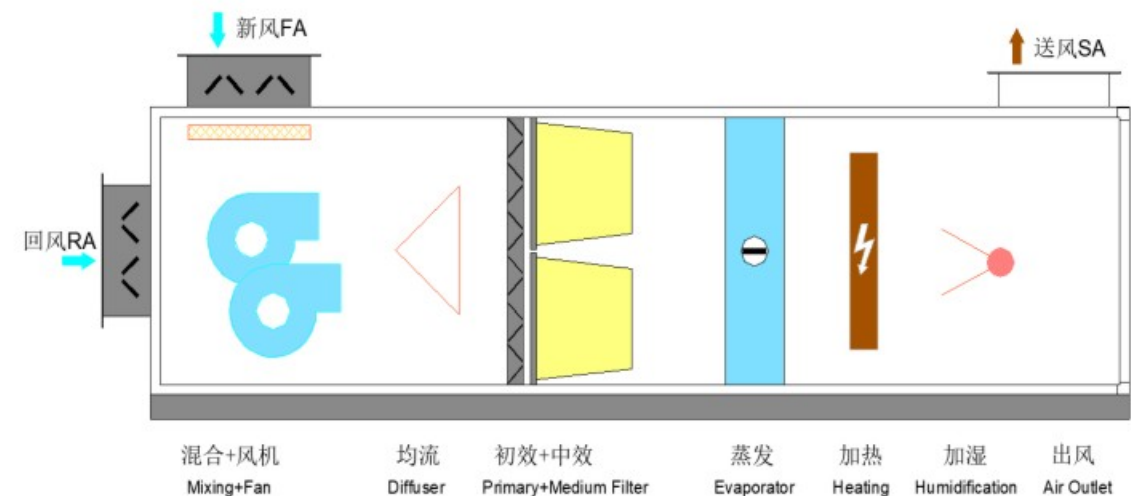 新风FA
送风SA
回风RA
混合+风机 均流 初效+中效 蒸发 加热 加湿 出风
Mixing+Fan Diffuser Primary+Medium Filter Evaporator Heating Humidification Air Outlet